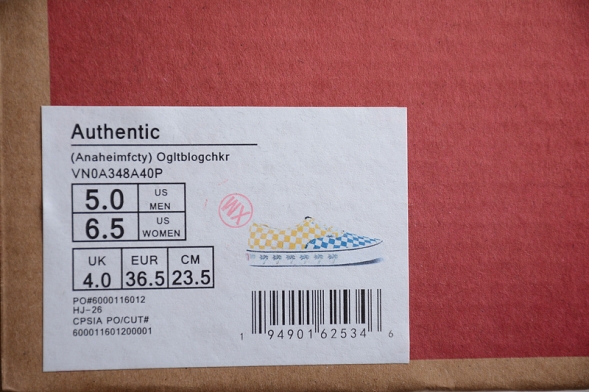 Authentic
(Anaheimfcty) Ogltblogchkr
VN0A348A40P
5.0 US MEN
6.5 US WOMEN
UK EUR CM
4.0 36.5 23.5
PO#6000116012
HJ-26
CPSIA PO/CUT#
600011601200001
WX
1 94901 62534 6